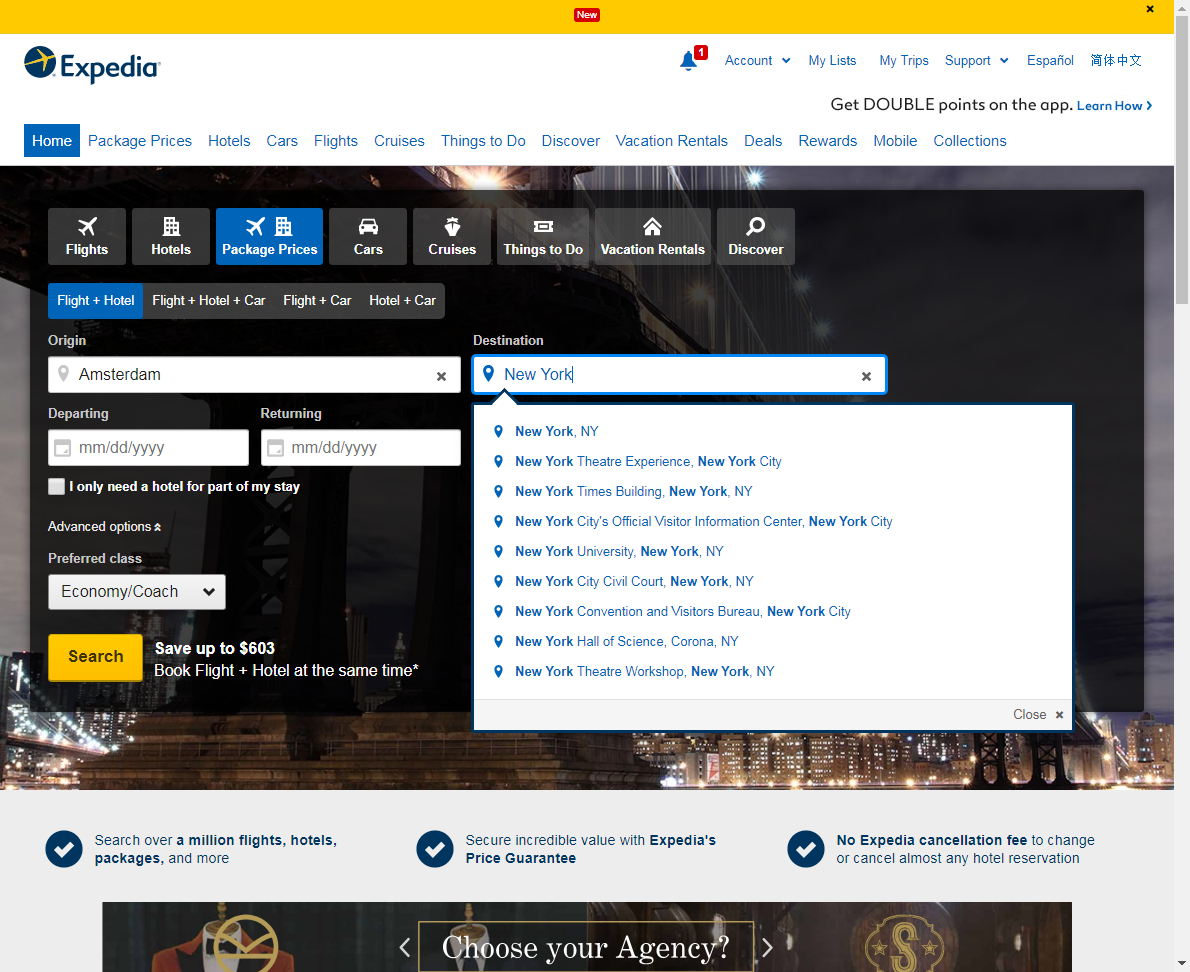 New
Expedia
1
Account
My Lists
My Trips
Support
Español
简体中文
Get DOUBLE points on the app. Learn How
Home
Package Prices
Hotels
Cars
Flights
Cruises
Things to Do
Discover
Vacation Rentals
Deals
Rewards
Mobile
Collections
Flights
Hotels
Package Prices
Cars
Cruises
Things to Do
Vacation Rentals
Discover
Flight + Hotel
Flight + Hotel + Car
Flight + Car
Hotel + Car
Origin
Destination
Amsterdam
New York
Departing
Returning
mm/dd/yyyy
mm/dd/yyyy
I only need a hotel for part of my stay
Advanced options
Preferred class
Economy/Coach
Search
Save up to $603
Book Flight + Hotel at the same time*
New York, NY
New York Theatre Experience, New York City
New York Times Building, New York, NY
New York City's Official Visitor Information Center, New York City
New York University, New York, NY
New York City Civil Court, New York, NY
New York Convention and Visitors Bureau, New York City
New York Hall of Science, Corona, NY
New York Theatre Workshop, New York, NY
Close
Search over a million flights, hotels,
packages, and more
Secure incredible value with Expedia's
Price Guarantee
No Expedia cancellation fee to change
or cancel almost any hotel reservation
Choose your Agency?
S